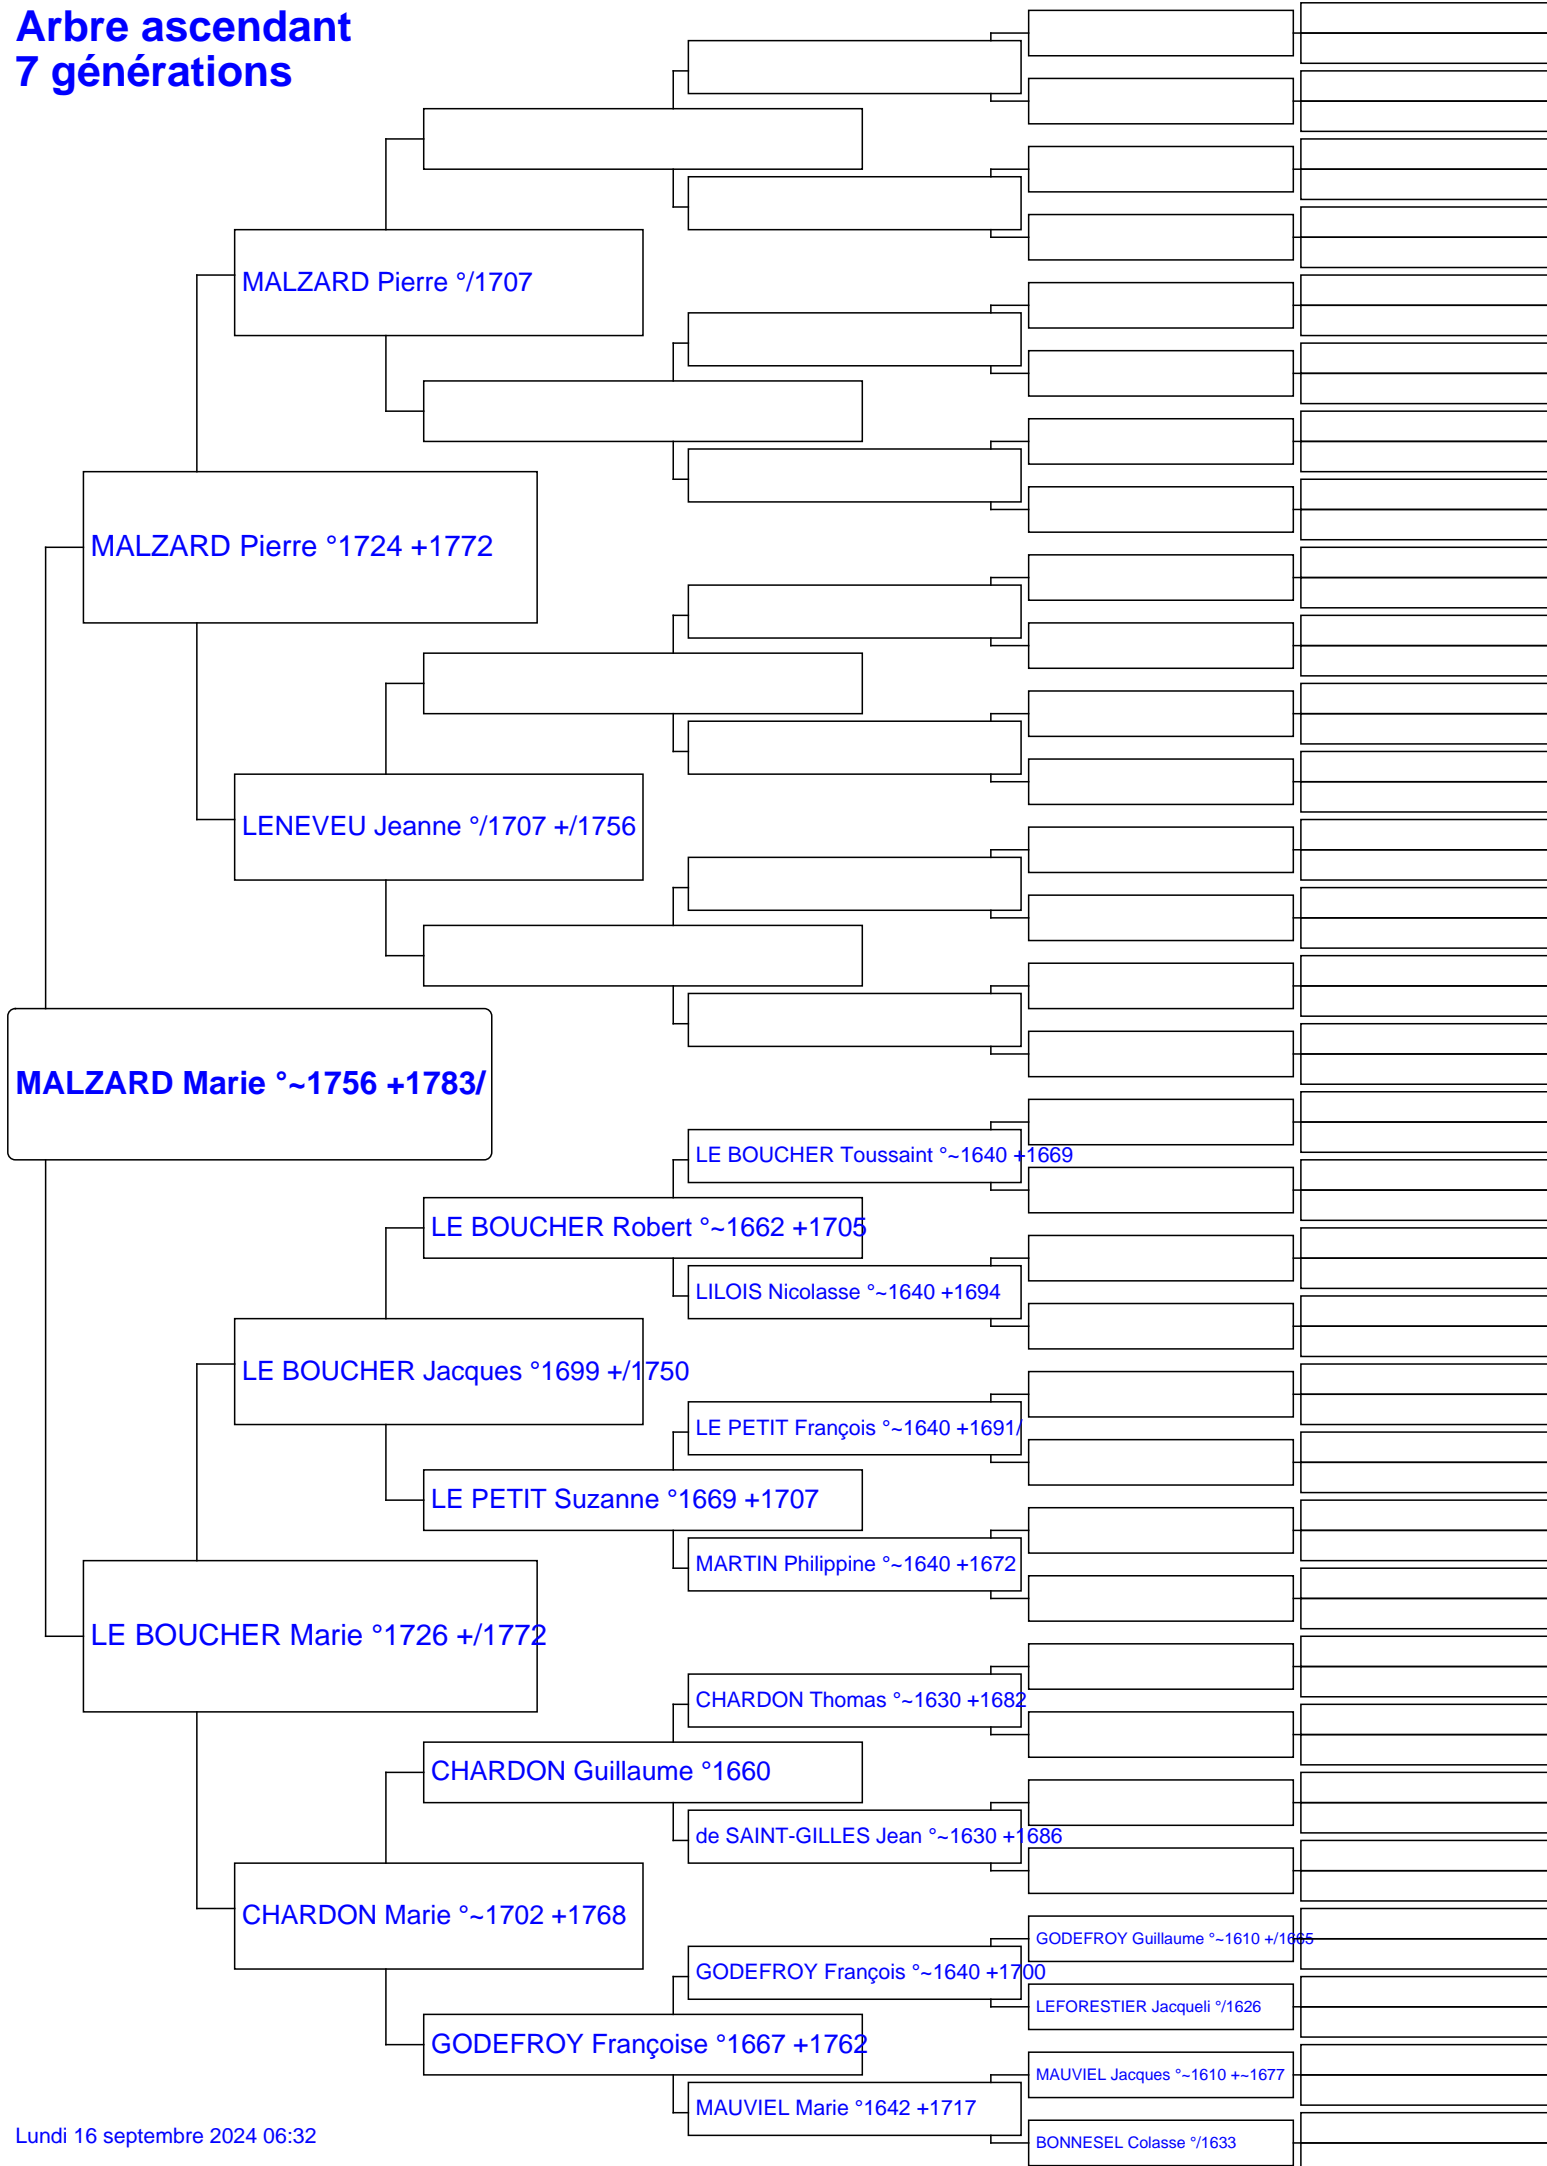 Arbre ascendant
7 générations
MALZARD Pierre °/1707
MALZARD Pierre °1724 +1772
LENEVEU Jeanne °/1707 +/1756
MALZARD Marie °~1756 +1783/
LE BOUCHER Toussaint °~1640 +1669
LE BOUCHER Robert °~1662 +1705
LILOIS Nicolasse °~1640 +1694
LE BOUCHER Jacques °1699 +/1750
LE PETIT François °~1640 +1691/
LE PETIT Suzanne °1669 +1707
MARTIN Philippine °~1640 +1672
LE BOUCHER Marie °1726 +/1772
CHARDON Thomas °~1630 +1682
CHARDON Guillaume °1660
de SAINT-GILLES Jean °~1630 +1686
CHARDON Marie °~1702 +1768
GODEFROY Guillaume °~1610 +/1665
GODEFROY François °~1640 +1700
LEFORESTIER Jacqueli °/1626
GODEFROY Françoise °1667 +1762
MAUVIEL Jacques °~1610 +~1677
MAUVIEL Marie °1642 +1717
BONNESEL Colasse °/1633
Lundi 16 septembre 2024 06:32